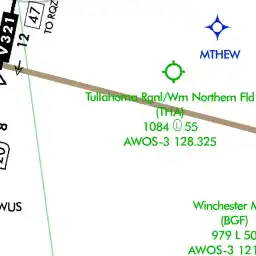 V321
12
47
TO RQZ
MTHEW
Tullahoma Rgnl/Wm Northern Fld
(THA)
1084 Ⓛ 55
AWOS-3 128.325
8
WUS
Winchester M
(BGF)
979 L 50
AWOS-3 121